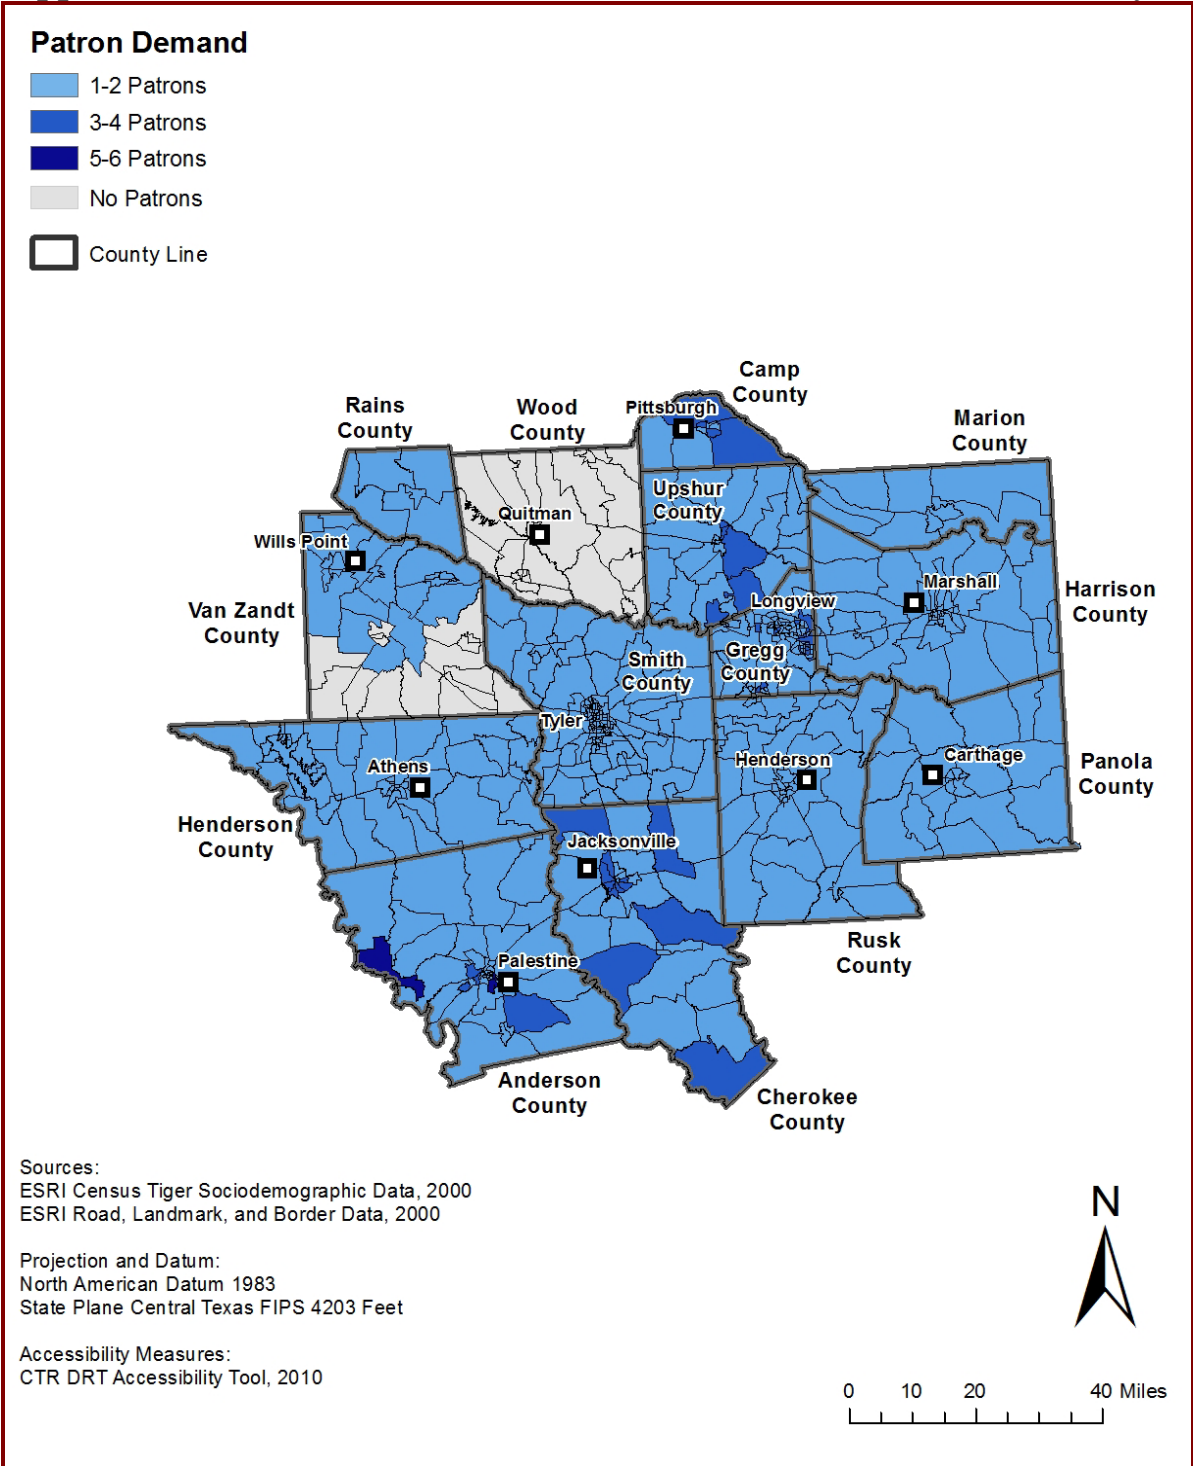 Patron Demand
1-2 Patrons
3-4 Patrons
5-6 Patrons
No Patrons
County Line
Camp
County
Rains
County
Wood
County
Pittsburgh
Marion
County
Upshur
County
Quitman
Wills Point
Marshall
Harrison
County
Longview
Van Zandt
County
Gregg
County
Smith
County
Tyler
Henderson
Carthage
Panola
County
Athens
Henderson
County
Jacksonville
Rusk
County
Palestine
Anderson
County
Cherokee
County
Sources:
ESRI Census Tiger Sociodemographic Data, 2000
ESRI Road, Landmark, and Border Data, 2000
Projection and Datum:
North American Datum 1983
State Plane Central Texas FIPS 4203 Feet
Accessibility Measures:
CTR DRT Accessibility Tool, 2010
N
0 10 20 40 Miles